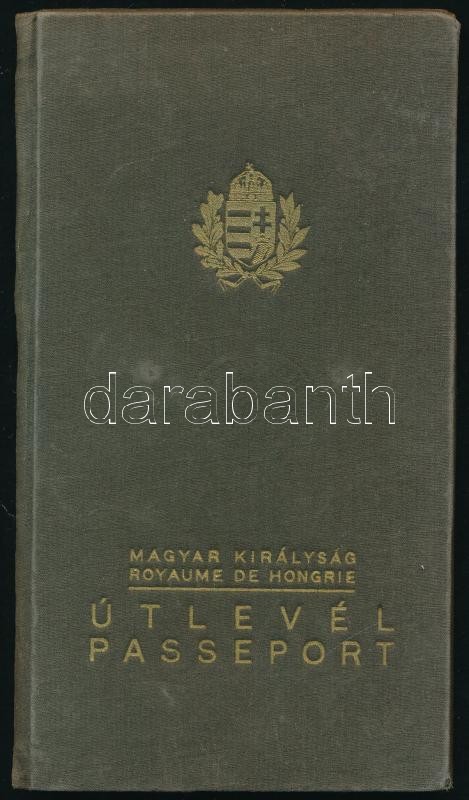 darabanth
MAGYAR KIRÁLYSÁG
ROYAUME DE HONGRIE
ÚTLEVÉL
PASSEPORT